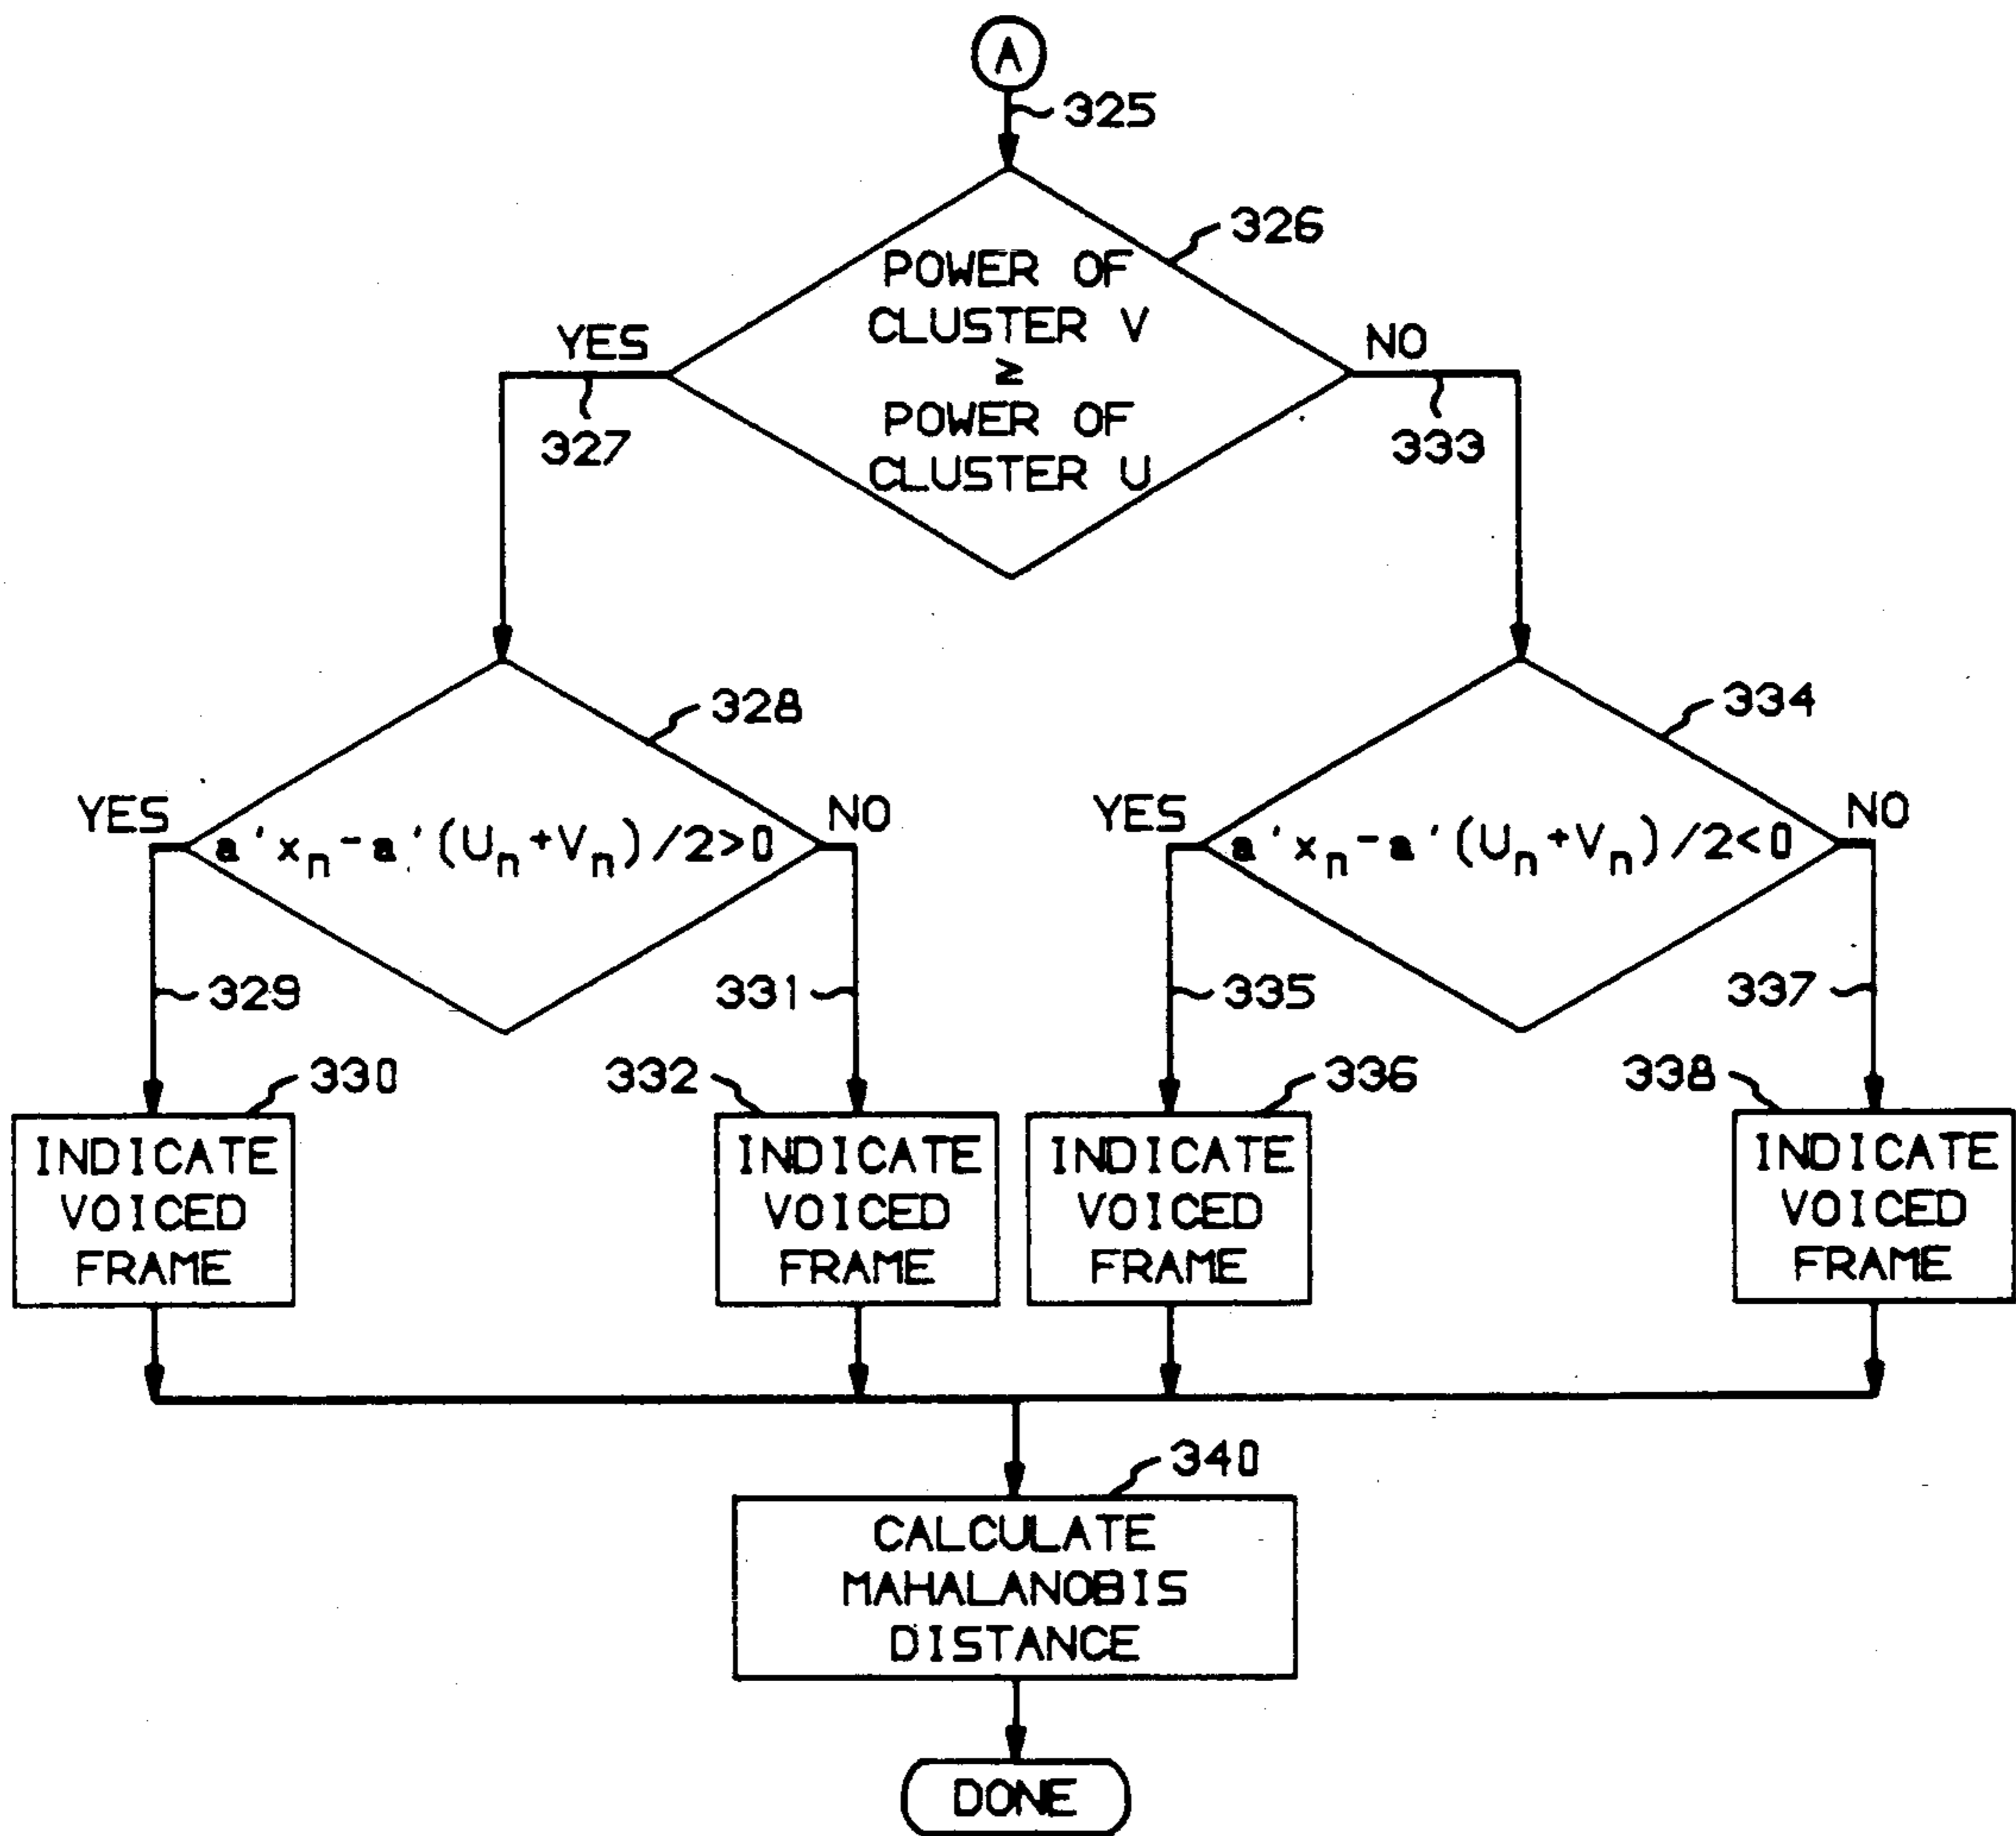 A
325
326
POWER OF
CLUSTER V
≥
POWER OF
CLUSTER U
YES
NO
327
333
328
334
YES
a'xₙ-a'(Uₙ+Vₙ)/2>0
NO
YES
a'xₙ-a'(Uₙ+Vₙ)/2<0
NO
329
331
335
337
330
332
336
338
INDICATE
VOICED
FRAME
INDICATE
VOICED
FRAME
INDICATE
VOICED
FRAME
INDICATE
VOICED
FRAME
340
CALCULATE
MAHALANOBIS
DISTANCE
DONE